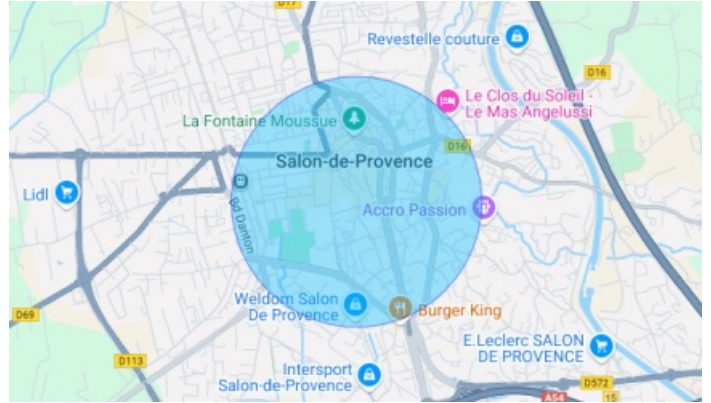 Revestelle couture
D16
Le Clos du Soleil -
Le Mas Angelussi
La Fontaine Moussue
D16
Salon-de-Provence
Lidl
Accro Passion
Bd Danton
Weldom Salon
De Provence
Burger King
D69
E.Leclerc SALON
DE PROVENCE
D113
Intersport
Salon-de-Provence
D572
A54
15